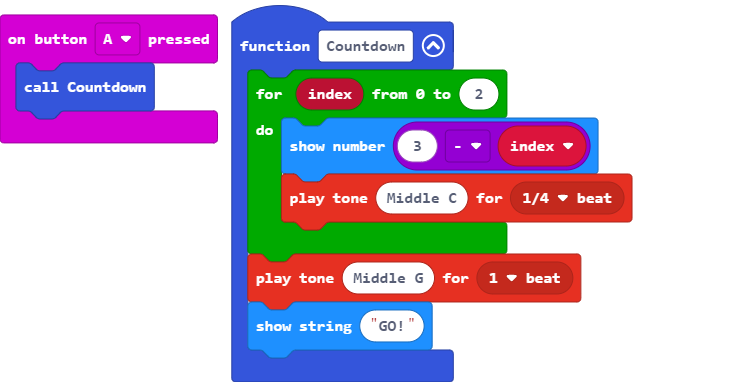 on button A pressed
call Countdown
function Countdown
for index from 0 to 2
do
show number 3 - index
play tone Middle C for 1/4 beat
play tone Middle G for 1 beat
show string "GO!"